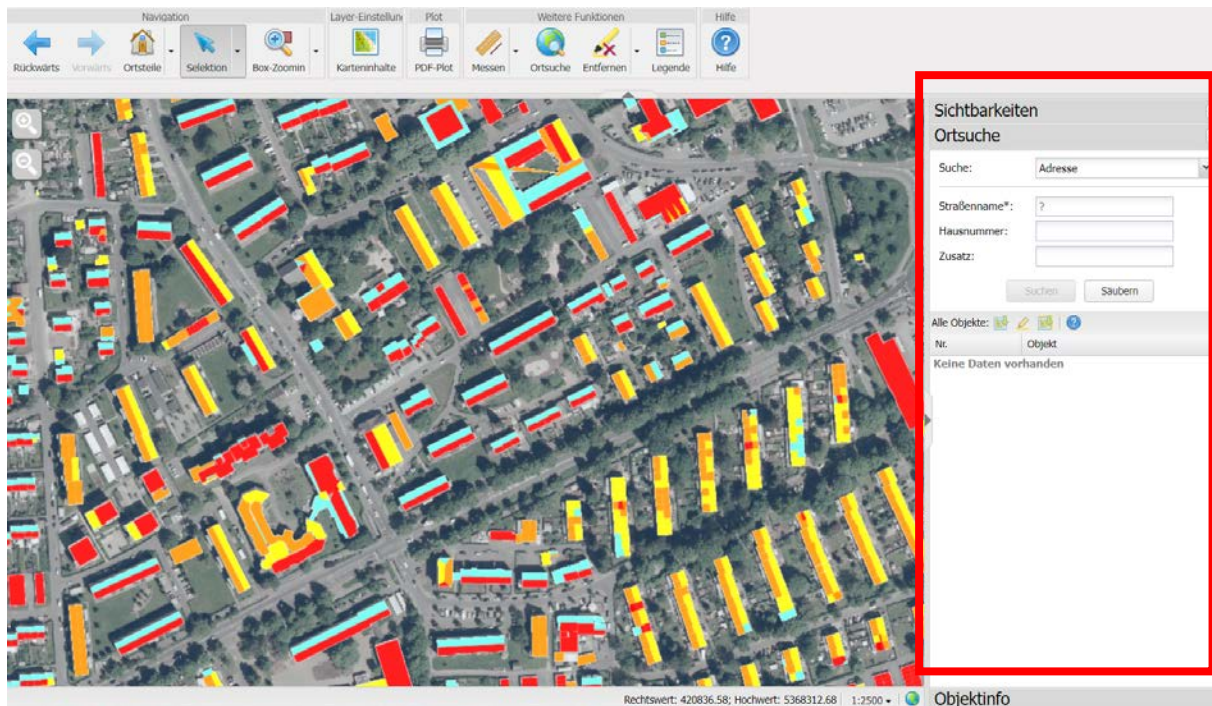 Navigation Layer-Einstellun Plot Weitere Funktionen Hilfe
Rückwärts Vorwärts Ortsteile Selektion Box-Zoomin Karteninhalte PDF-Plot Messen Ortsuche Entfernen Legende Hilfe
Sichtbarkeiten
Ortsuche
Suche: Adresse
Straßenname*: ?
Hausnummer:
Zusatz:
Suchen Säubern
Alle Objekte:
Nr. Objekt
Keine Daten vorhanden
Rechtswert: 420836.58; Hochwert: 5368312.68 1:2500
Objektinfo